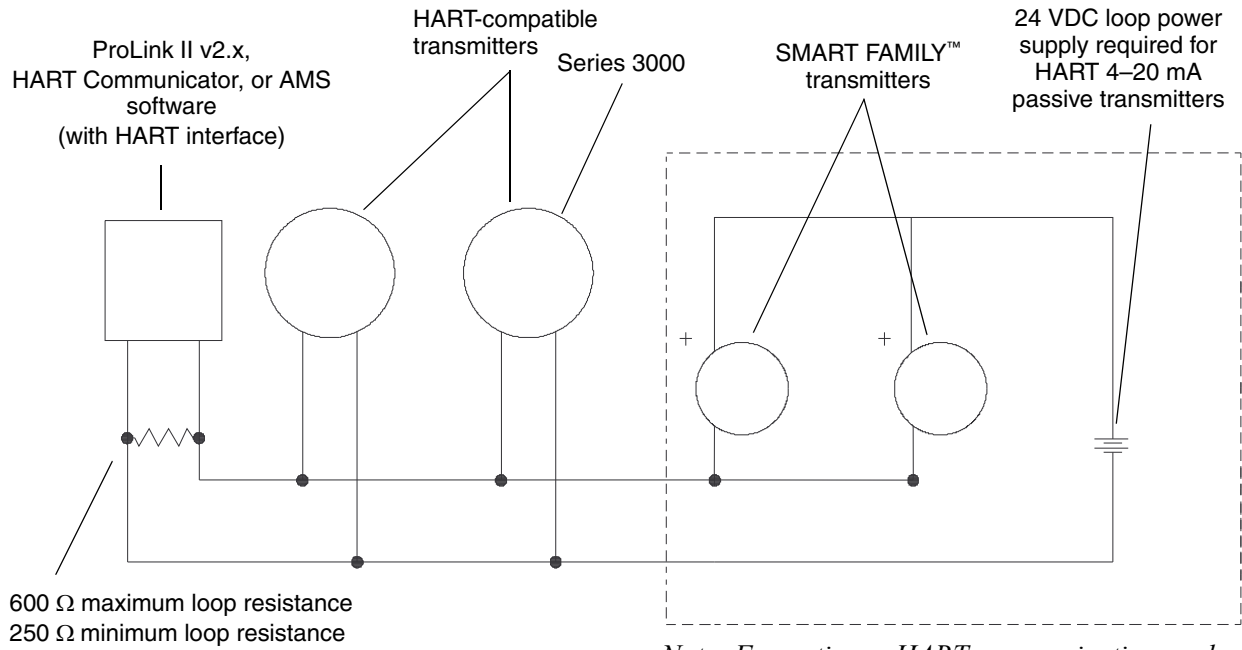 ProLink II v2.x,
HART Communicator, or AMS
software
(with HART interface)
HART-compatible
transmitters
Series 3000
SMART FAMILY™
transmitters
24 VDC loop power
supply required for
HART 4–20 mA
passive transmitters
+
+
600 Ω maximum loop resistance
250 Ω minimum loop resistance